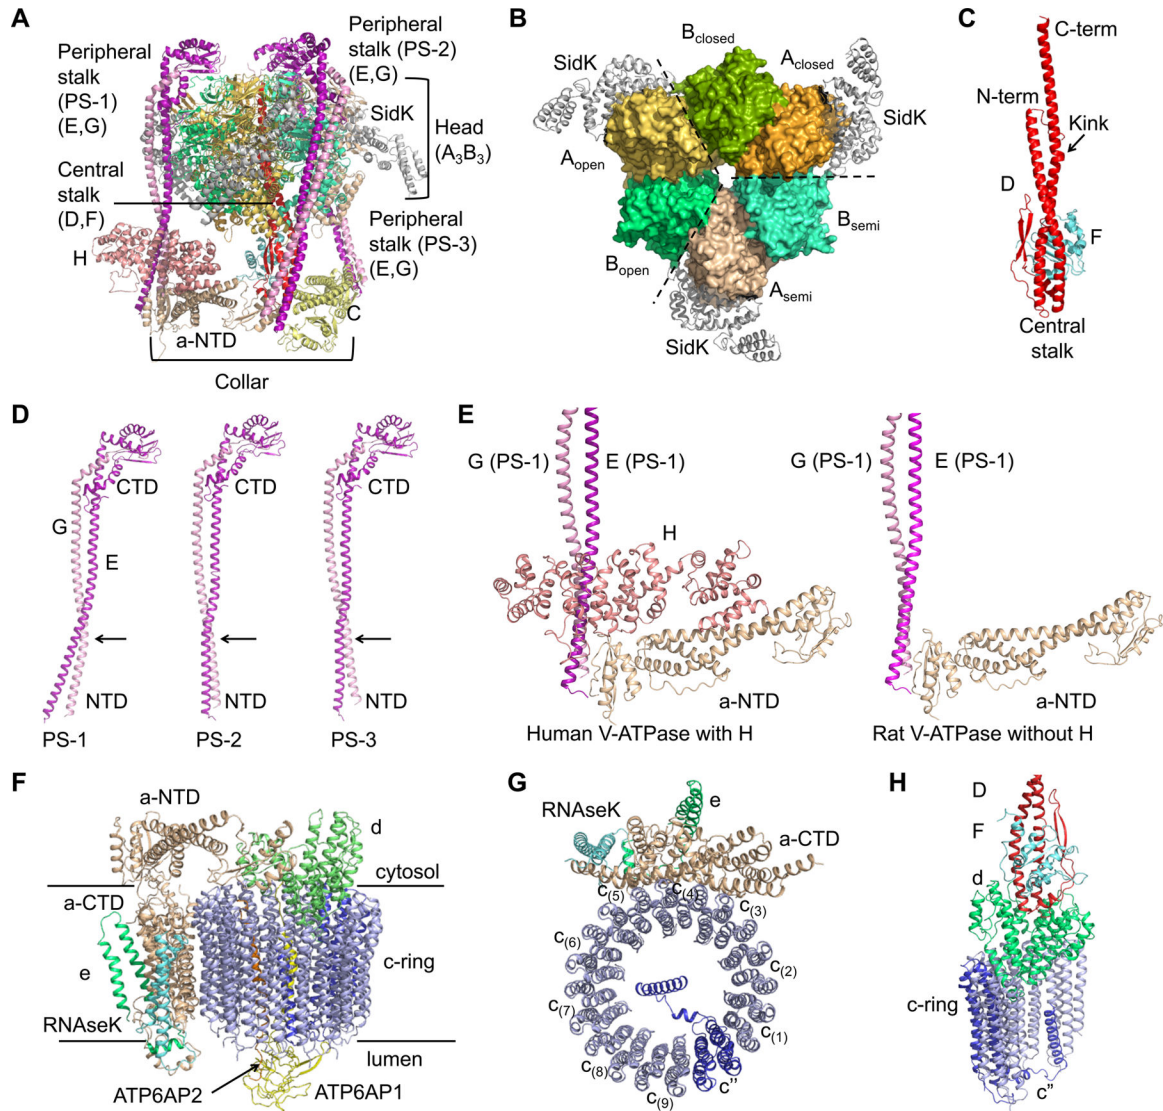 A
Peripheral
stalk
(PS-1)
(E,G)
Central
stalk
(D,F)
H
Peripheral
stalk (PS-2)
(E,G)
SidK
Head
(A3B3)
Peripheral
stalk (PS-3)
(E,G)
C
a-NTD
Collar
B
SidK
Bclosed
Aclosed
SidK
Aopen
Bsemi
Bopen
Asemi
SidK
C
C-term
N-term
Kink
D
F
Central
stalk
D
CTD
CTD
CTD
G
E
NTD
NTD
NTD
PS-1
PS-2
PS-3
E
G (PS-1)
E (PS-1)
H
a-NTD
Human V-ATPase with H
G (PS-1)
E (PS-1)
a-NTD
Rat V-ATPase without H
F
a-NTD
d
cytosol
a-CTD
e
c-ring
RNAseK
lumen
ATP6AP2
ATP6AP1
G
RNAseK
e
a-CTD
c(5)
c(4)
c(3)
c(6)
c(2)
c(7)
c(1)
c(8)
c''
c(9)
H
D
F
d
c-ring
c''